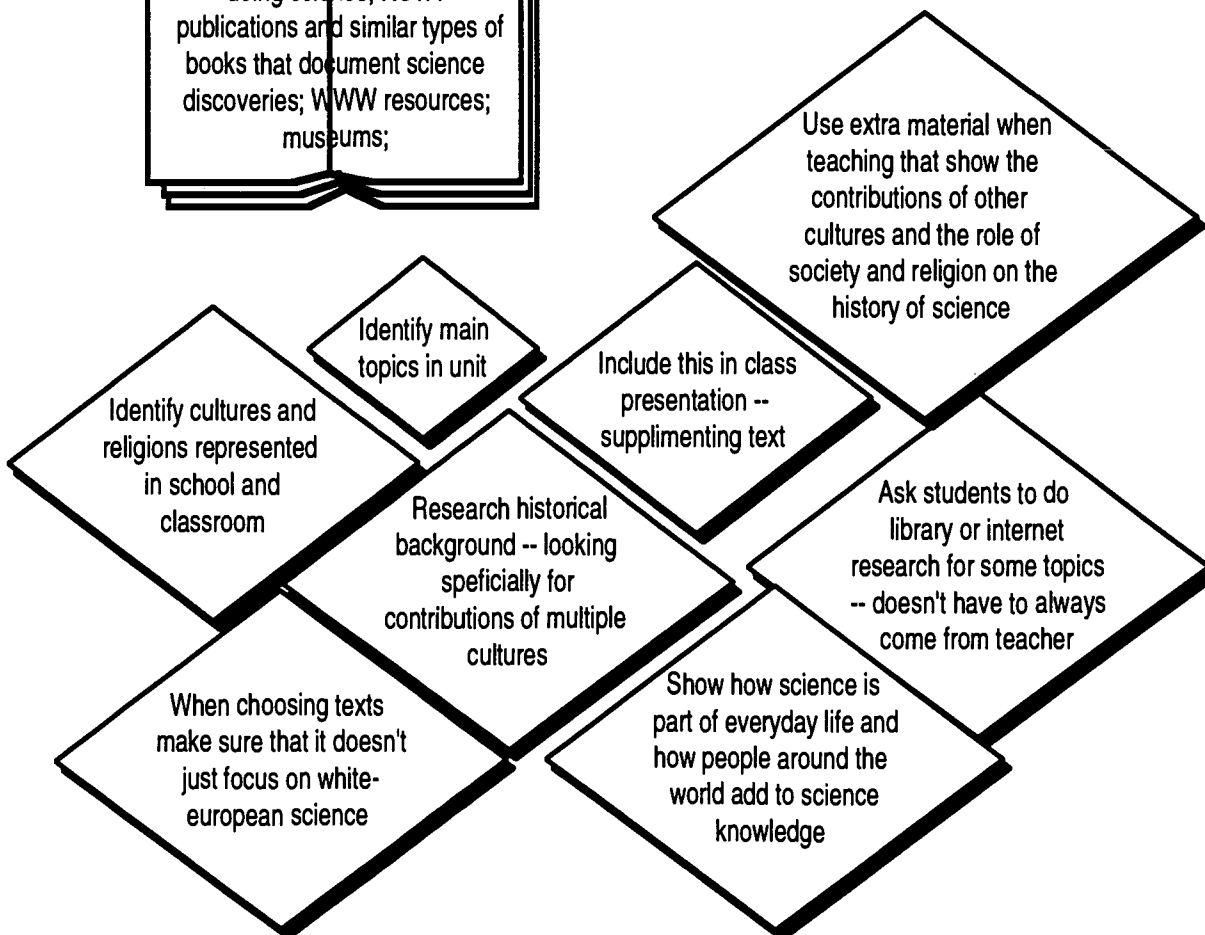 publications and similar types of
books that document science
discoveries; WWW resources;
museums;
Use extra material when
teaching that show the
contributions of other
cultures and the role of
society and religion on the
history of science
Identify main
topics in unit
Include this in class
presentation --
supplimenting text
Identify cultures and
religions represented
in school and
classroom
Research historical
background -- looking
speficially for
contributions of multiple
cultures
Ask students to do
library or internet
research for some topics
-- doesn't have to always
come from teacher
When choosing texts
make sure that it doesn't
just focus on white-
european science
Show how science is
part of everyday life and
how people around the
world add to science
knowledge